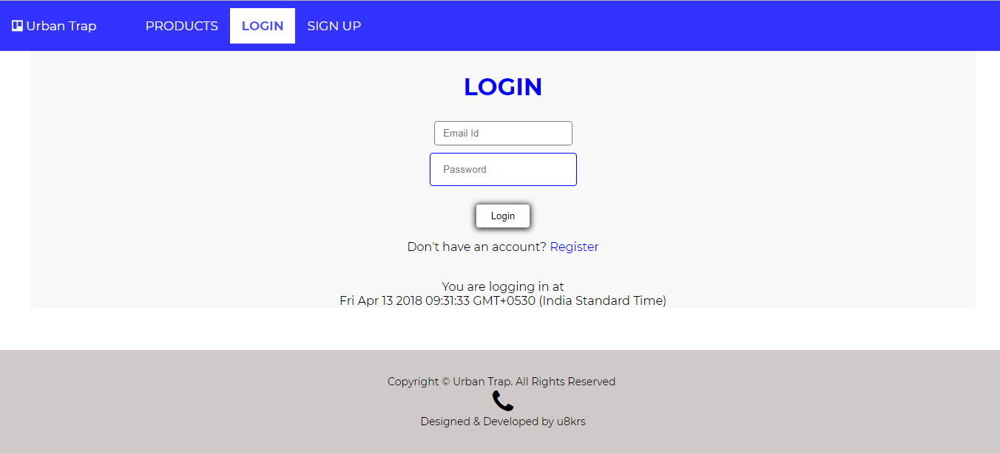 Urban Trap PRODUCTS LOGIN SIGN UP
LOGIN
Email Id
Password
Login
Don't have an account? Register
You are logging in at
Fri Apr 13 2018 09:31:33 GMT+0530 (India Standard Time)
Copyright © Urban Trap. All Rights Reserved
Designed & Developed by u8krs